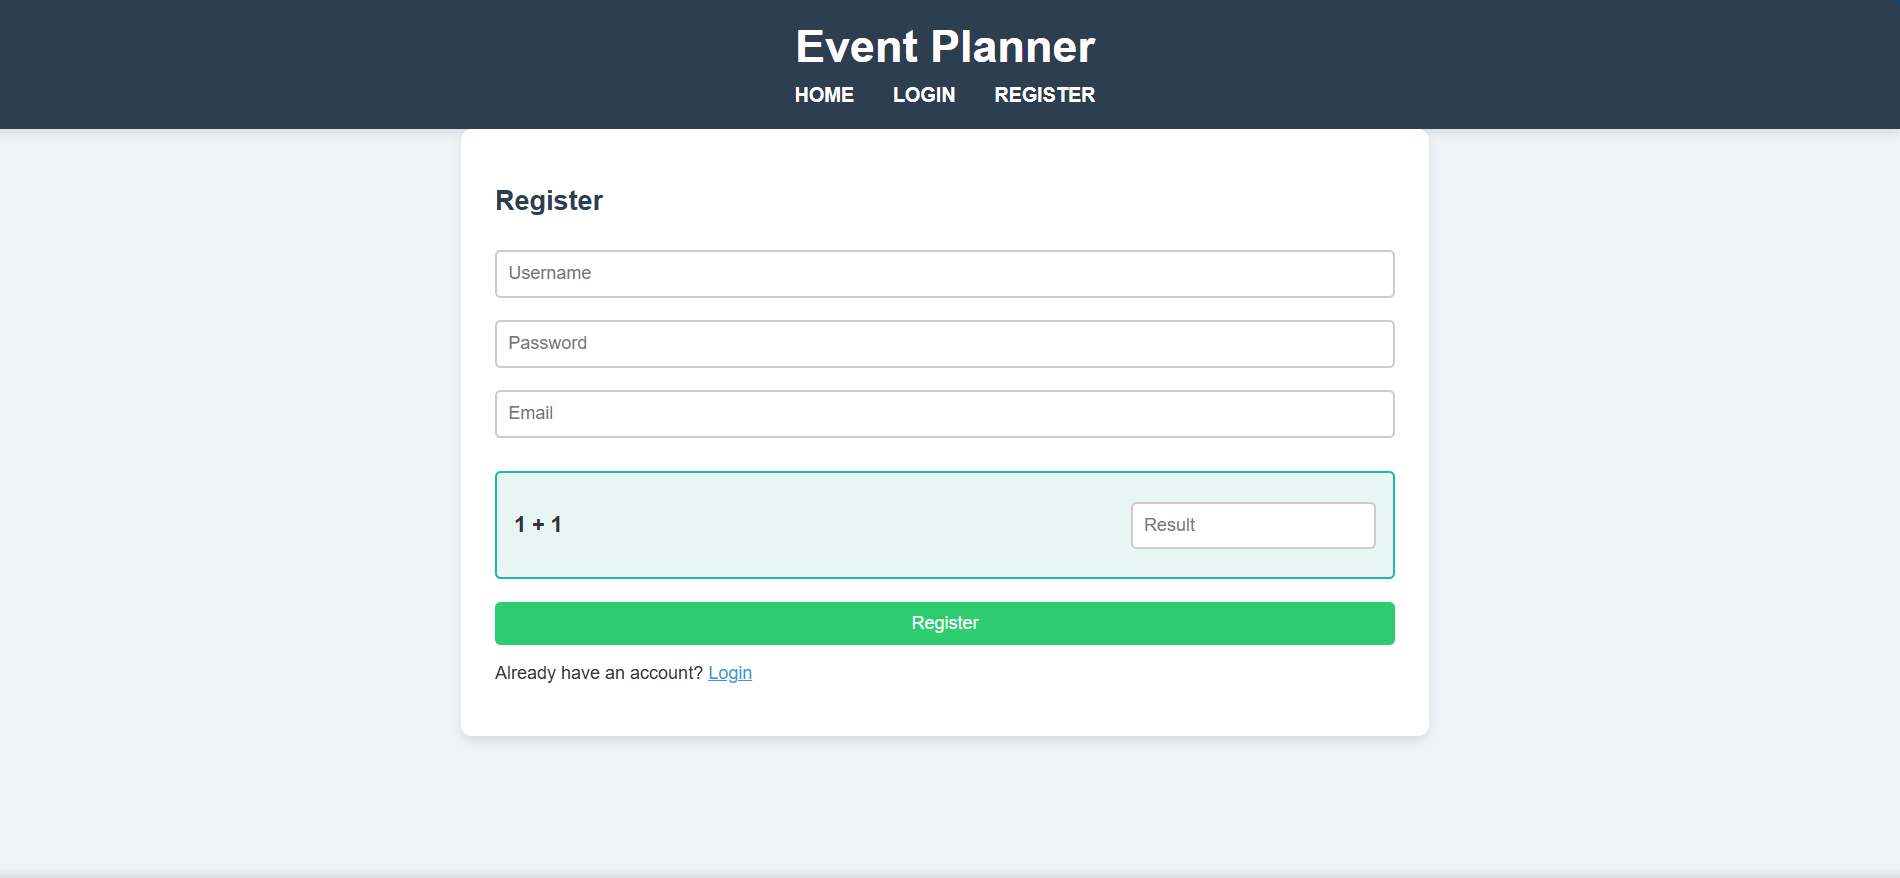 Event Planner
HOME LOGIN REGISTER
Register
Username
Password
Email
1 + 1 Result
Register
Already have an account? Login